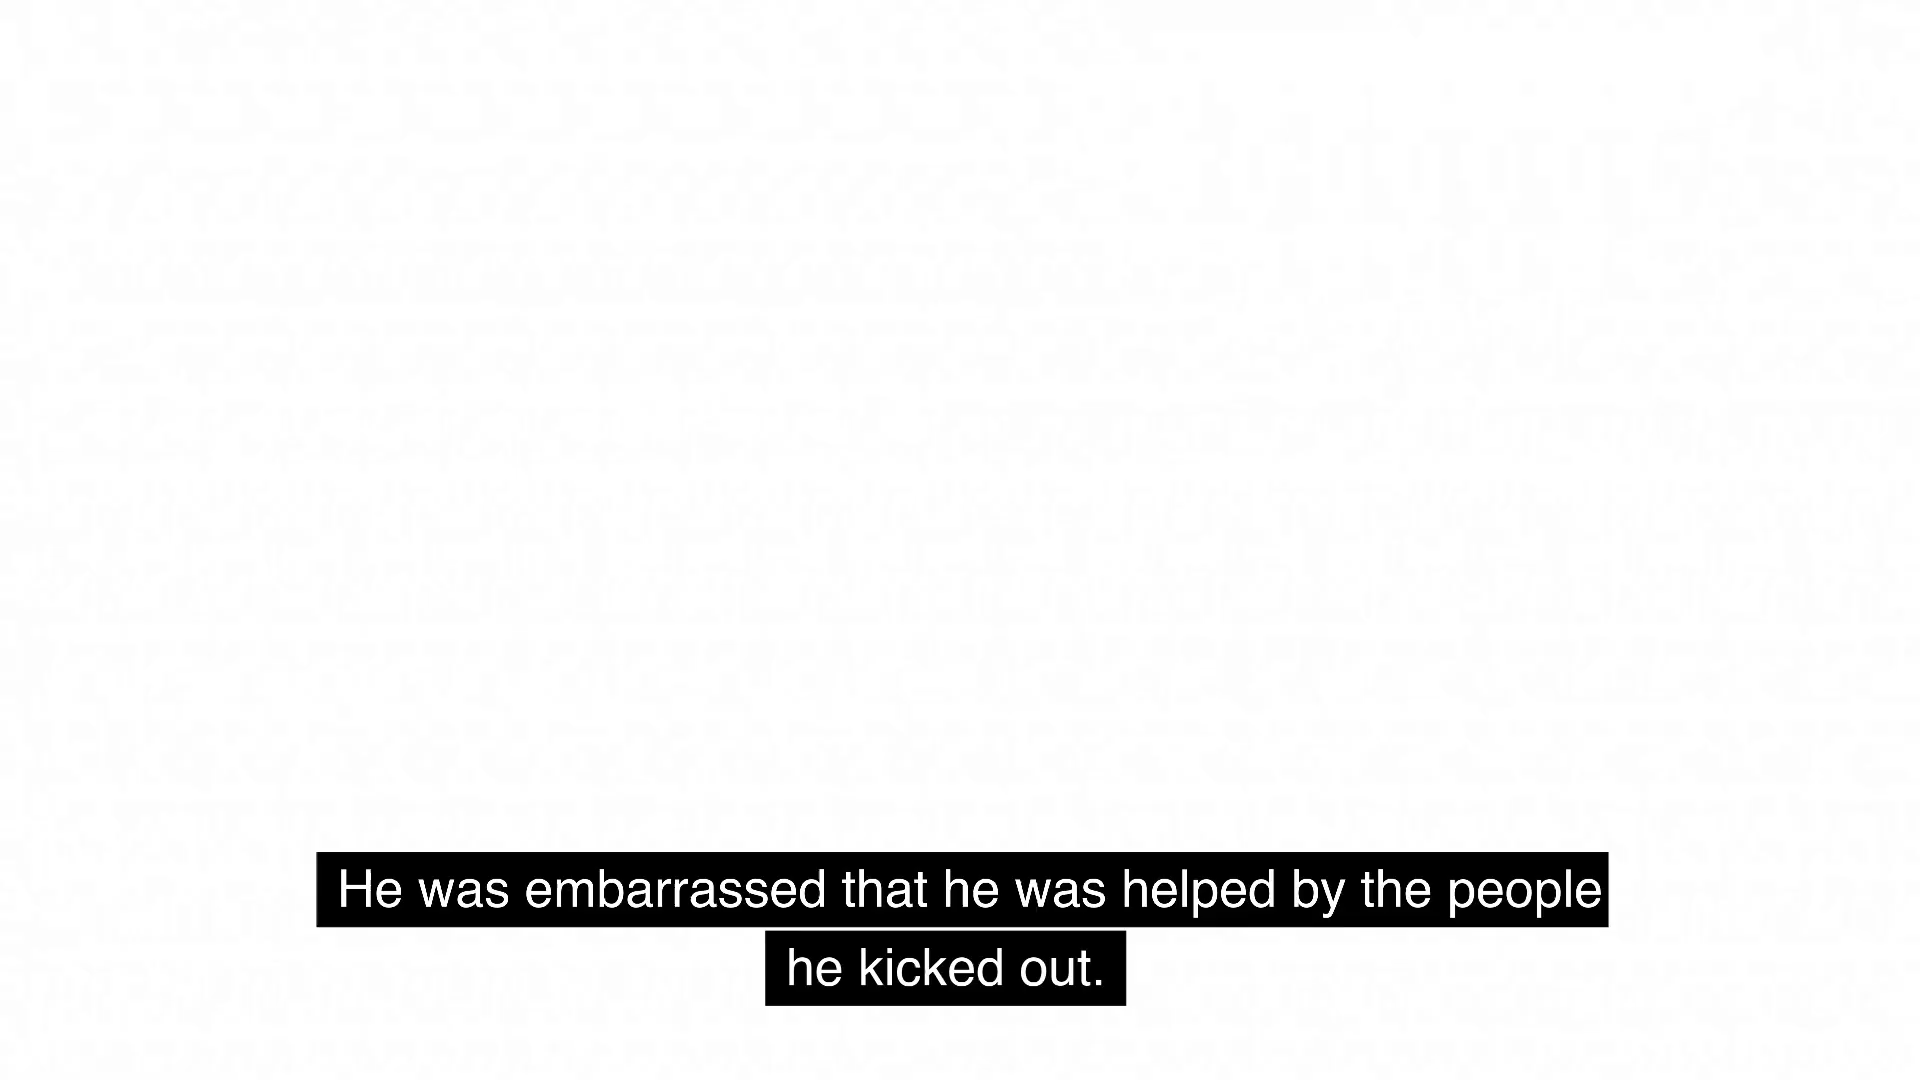 He was embarrassed that he was helped by the people
he kicked out.